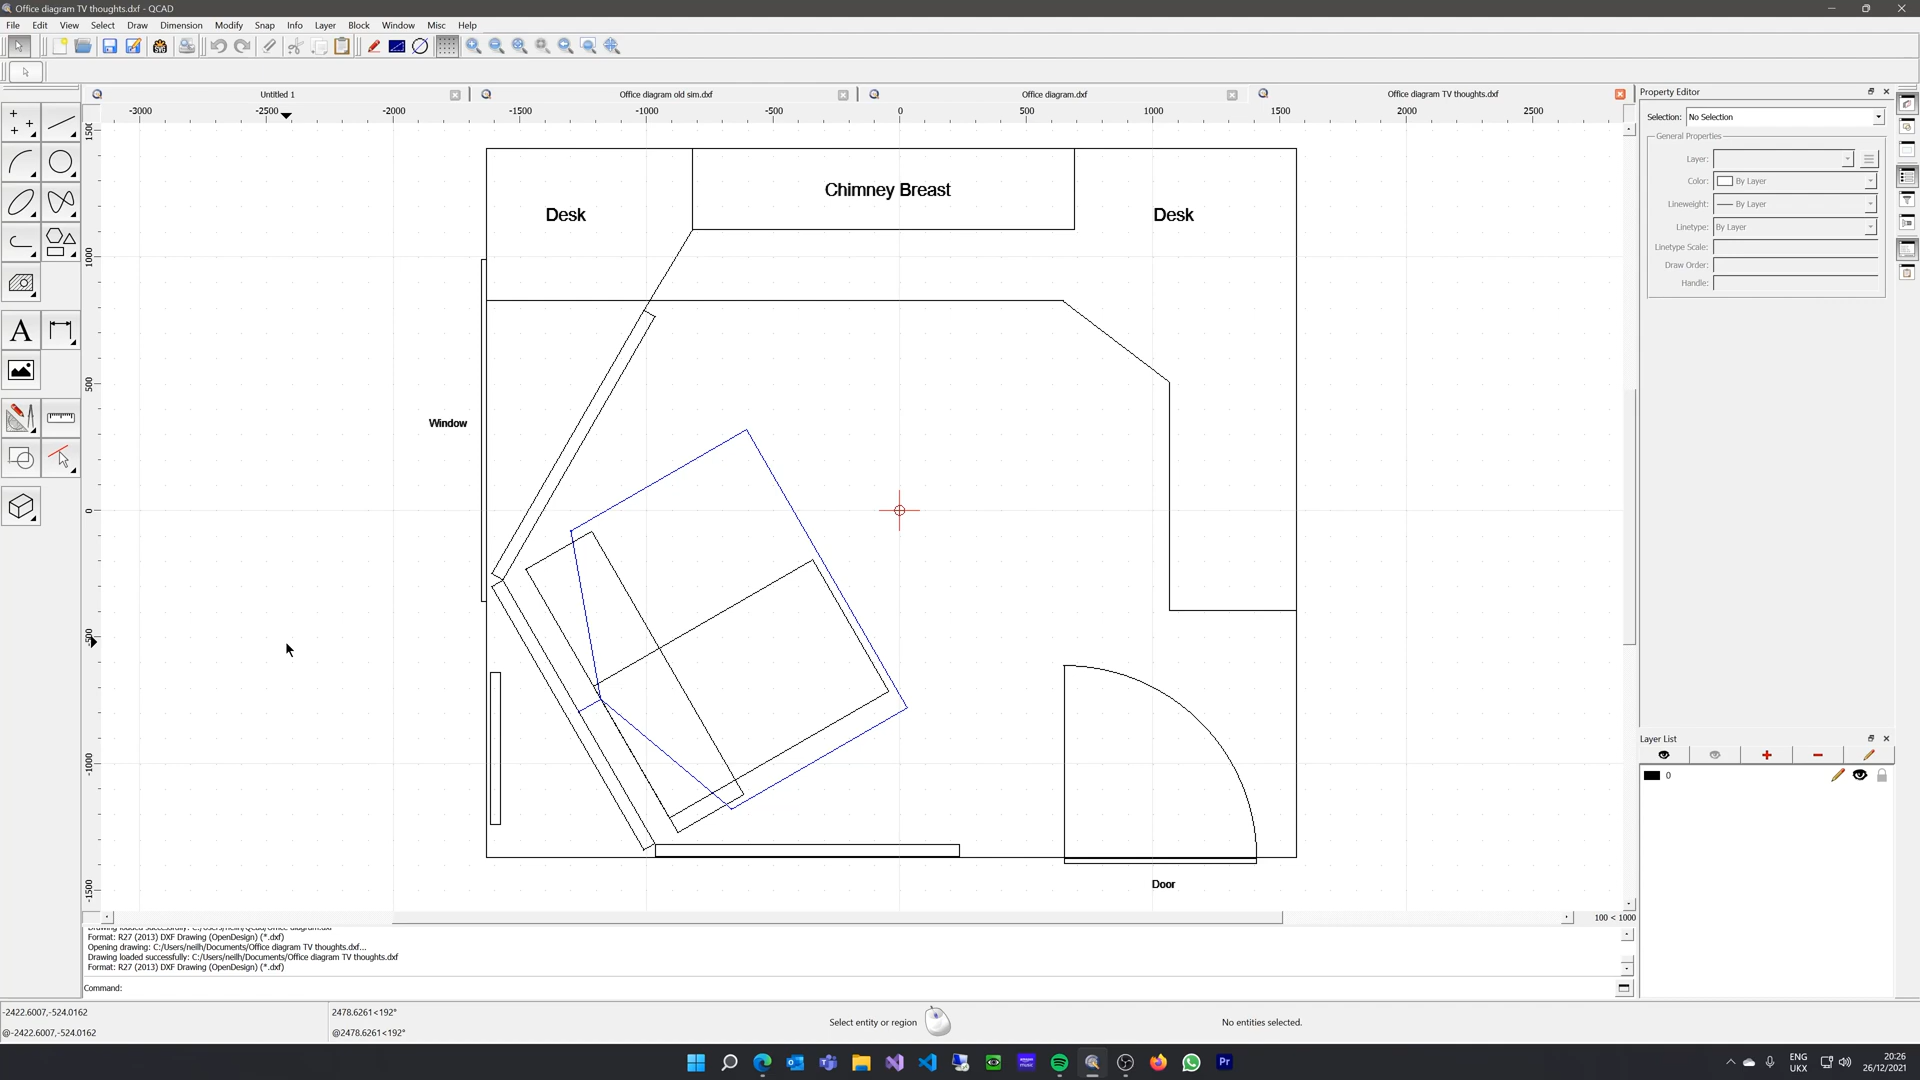 Office diagram TV thoughts.dxf - QCAD
File Edit View Select Draw Dimension Modify Snap Info Layer Block Window Misc Help
Untitled 1 Office diagram old sim.dxf Office diagram.dxf Office diagram TV thoughts.dxf
-3000 -2500 -2000 -1500 -1000 -500 0 500 1000 1500 2000 2500
1500
1000
500
0
-500
-1000
-1500
Chimney Breast
Desk
Desk
Window
Door
100 < 1000
Property Editor
Selection: No Selection
General Properties
Layer:
Color: By Layer
Lineweight: By Layer
Linetype: By Layer
Linetype Scale:
Draw Order:
Handle:
Layer List
0
Format: R27 (2013) DXF Drawing (OpenDesign) (*.dxf)
Opening drawing: C:/Users/neilh/Documents/Office diagram TV thoughts.dxf...
Drawing loaded successfully: C:/Users/neilh/Documents/Office diagram TV thoughts.dxf
Format: R27 (2013) DXF Drawing (OpenDesign) (*.dxf)
Command:
-2422.6007,-524.0162
@-2422.6007,-524.0162
2478.6261<192°
@2478.6261<192°
Select entity or region
No entities selected.
ENG
UKX
20:26
26/12/2021